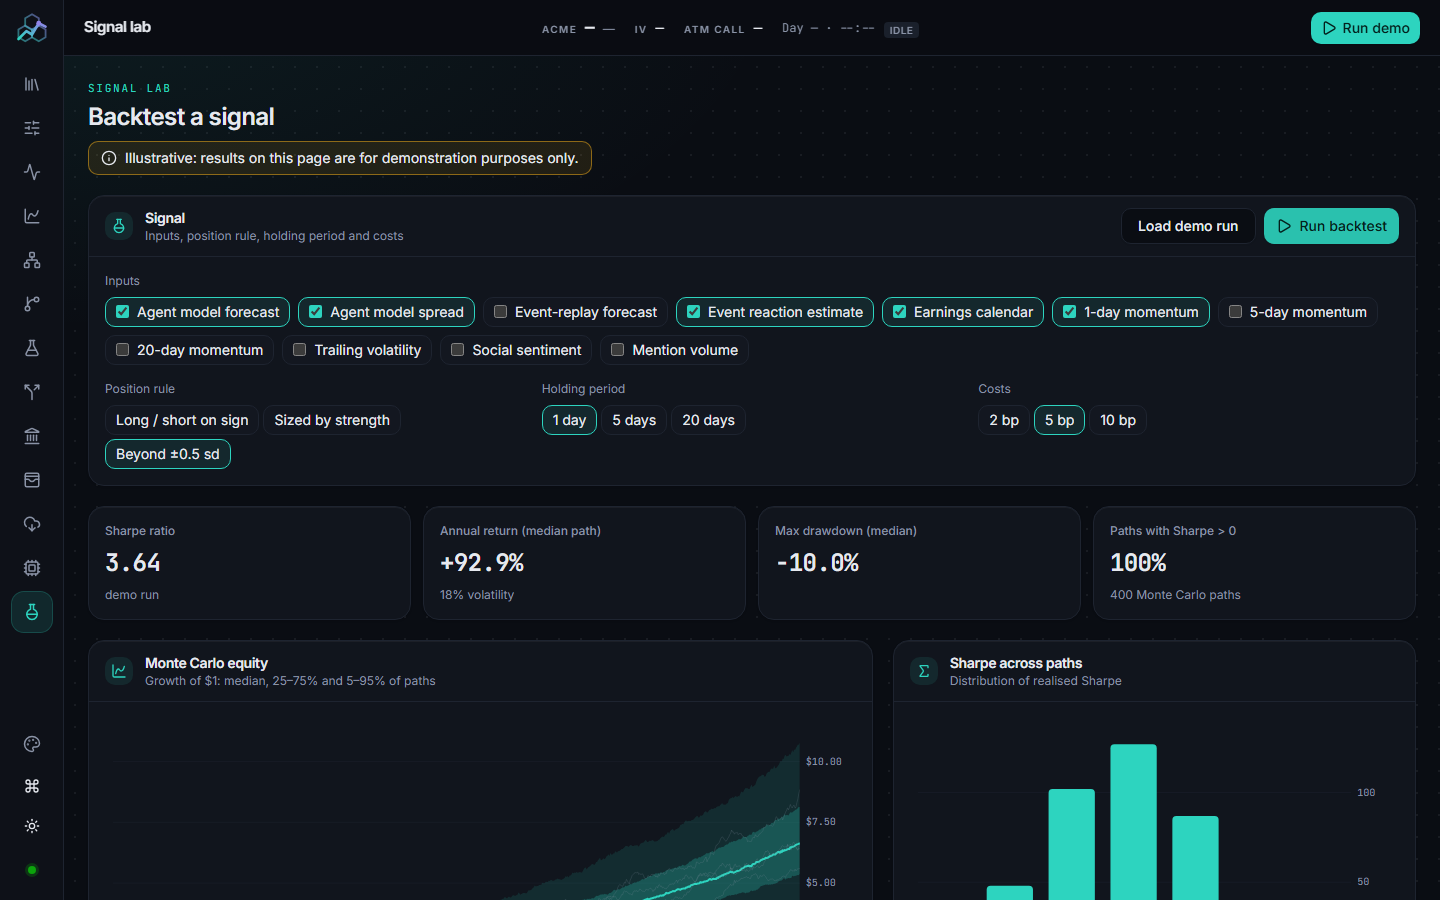 Signal lab
ACME — — IV — ATM CALL — Day — · --:-- IDLE
Run demo
SIGNAL LAB
Backtest a signal
Illustrative: results on this page are for demonstration purposes only.
Signal
Inputs, position rule, holding period and costs
Load demo run
Run backtest
Inputs
Agent model forecast
Agent model spread
Event-replay forecast
Event reaction estimate
Earnings calendar
1-day momentum
5-day momentum
20-day momentum
Trailing volatility
Social sentiment
Mention volume
Position rule
Long / short on sign
Sized by strength
Beyond ±0.5 sd
Holding period
1 day
5 days
20 days
Costs
2 bp
5 bp
10 bp
Sharpe ratio
3.64
demo run
Annual return (median path)
+92.9%
18% volatility
Max drawdown (median)
-10.0%
Paths with Sharpe > 0
100%
400 Monte Carlo paths
Monte Carlo equity
Growth of $1: median, 25–75% and 5–95% of paths
$10.00
$7.50
$5.00
Sharpe across paths
Distribution of realised Sharpe
100
50